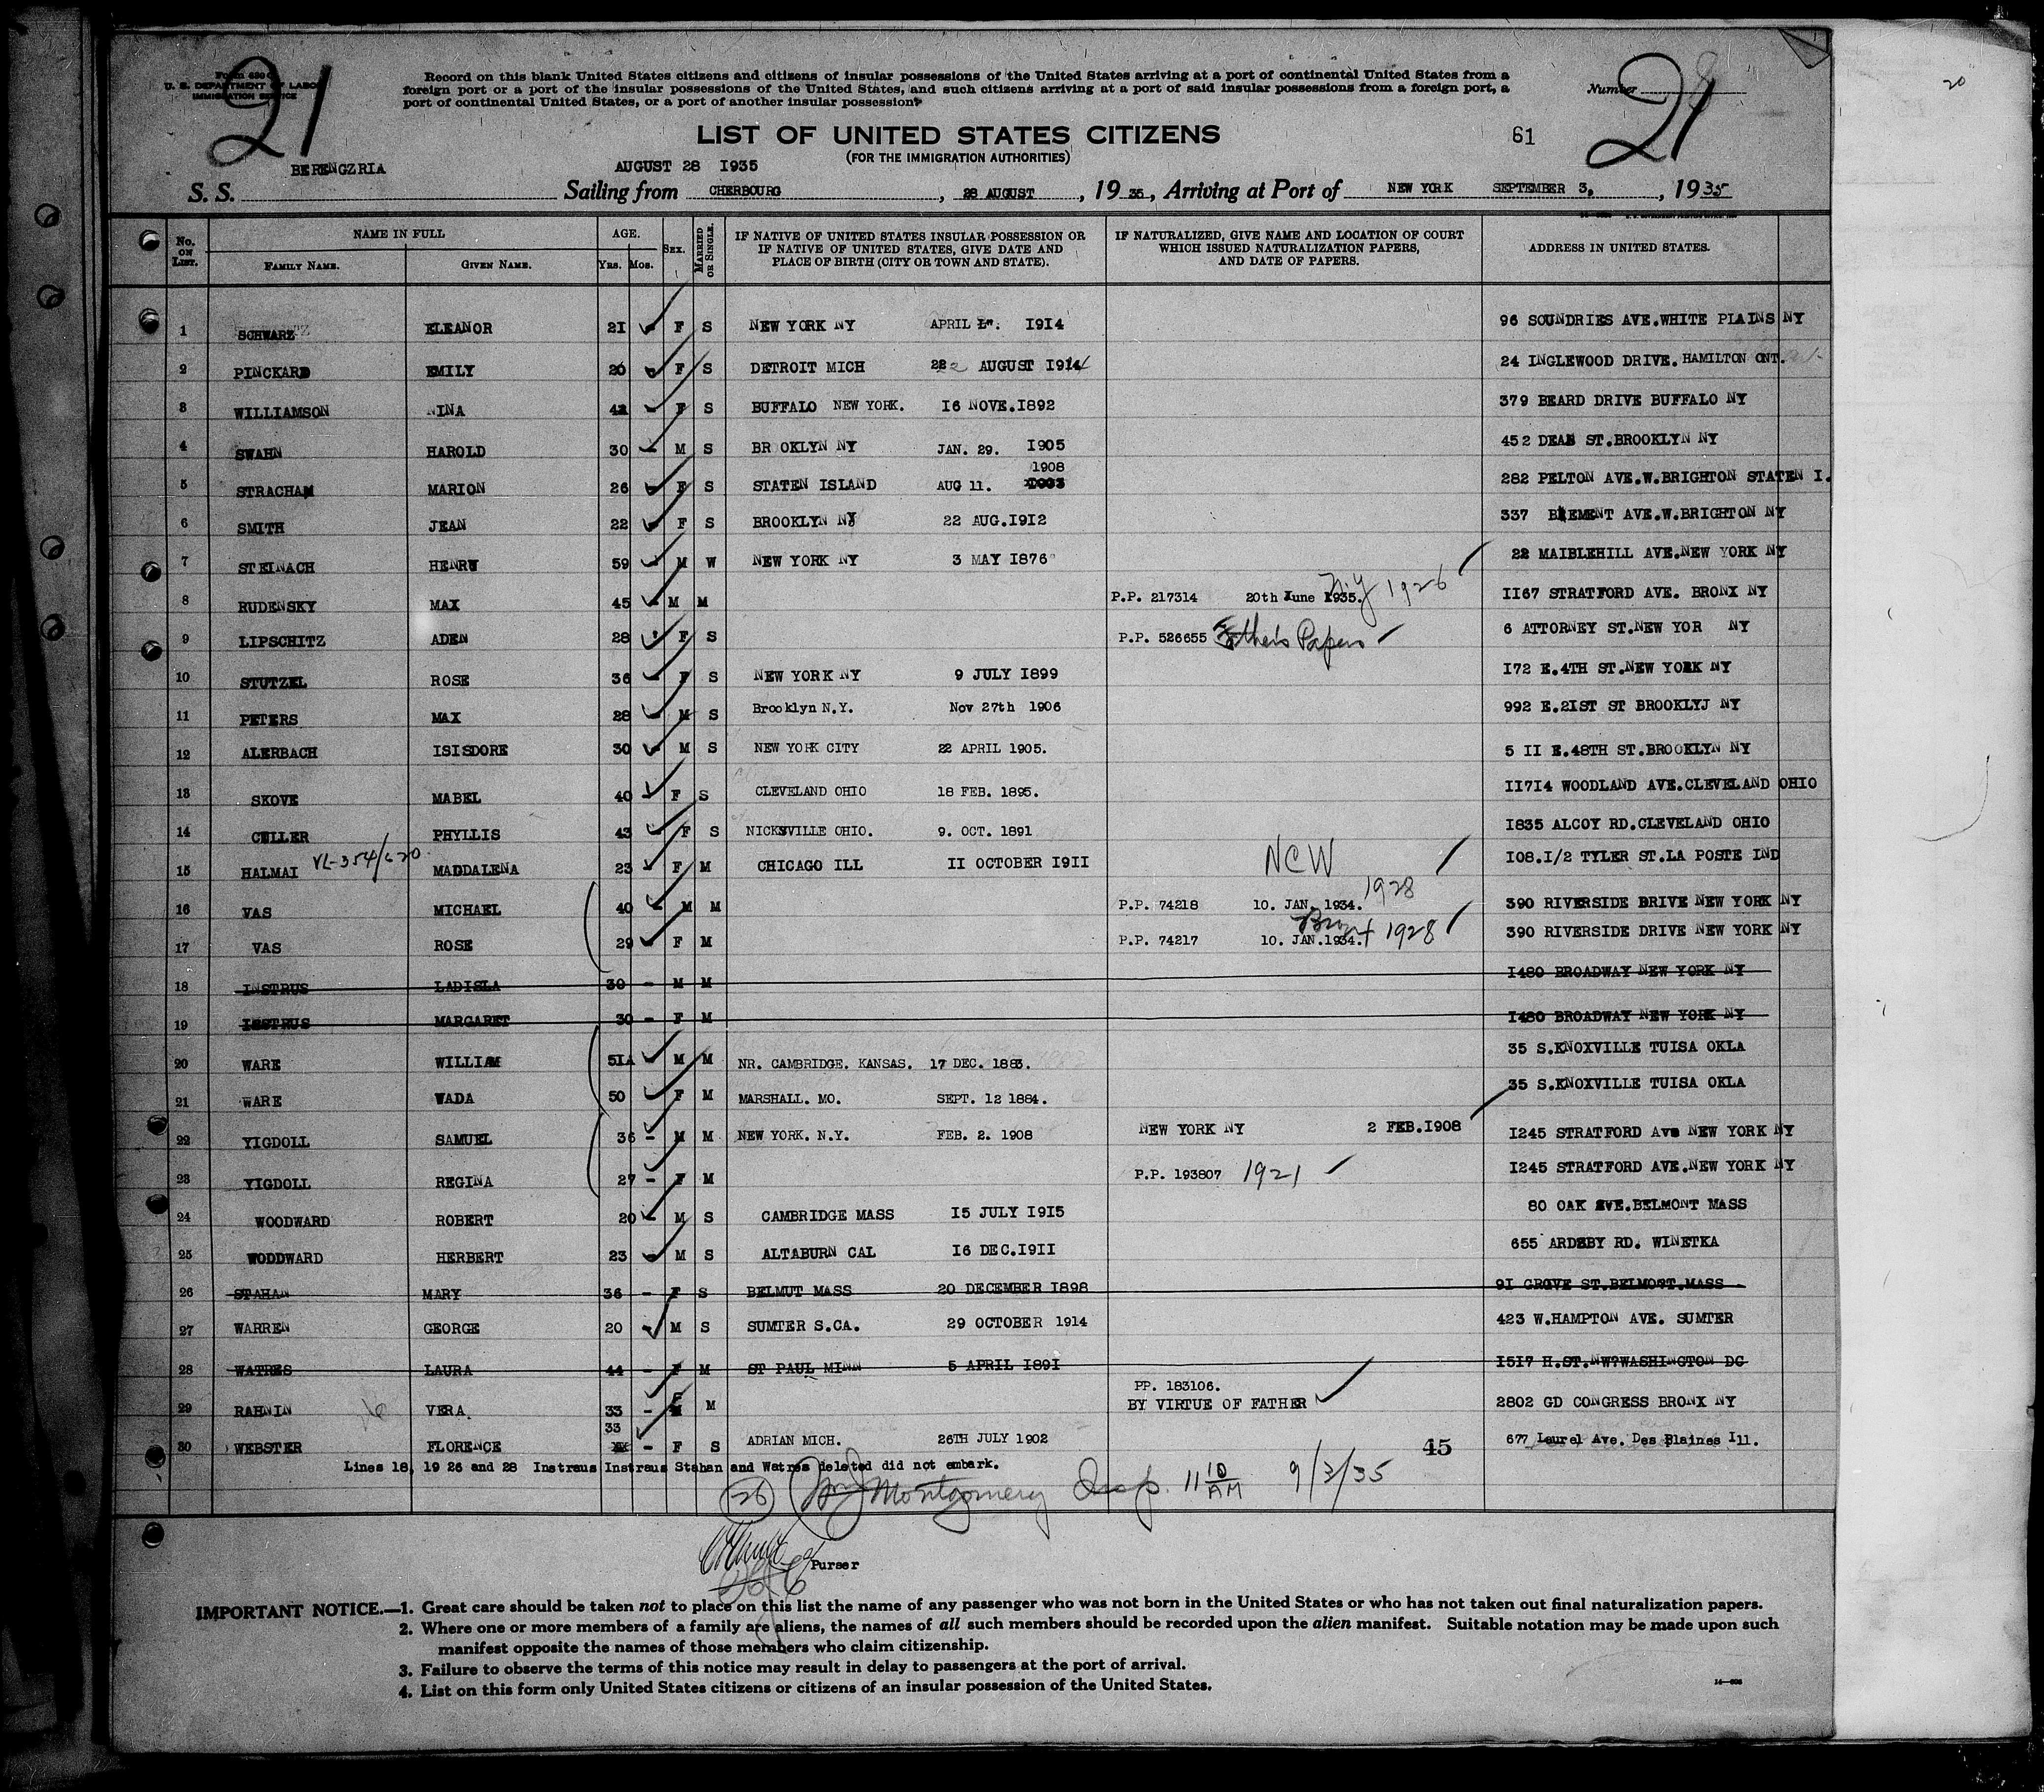 21
Form 630 C
U. S. DEPARTMENT OF LABOR
IMMIGRATION SERVICE
Record on this blank United States citizens and citizens of insular possessions of the United States arriving at a port of continental United States from a
foreign port or a port of the insular possessions of the United States, and such citizens arriving at a port of said insular possessions from a foreign port, a
port of continental United States, or a port of another insular possession.
Number 21
20
LIST OF UNITED STATES CITIZENS
61
(FOR THE IMMIGRATION AUTHORITIES)
BERENGZRIA AUGUST 28 1935
S. S. Sailing from CHERBOURG, 28 AUGUST, 19 35, Arriving at Port of NEW YORK SEPTEMBER 3, 1935
No. ON LIST. NAME IN FULL FAMILY NAME. GIVEN NAME. AGE. YRS. MOS. SEX. MARRIED OR SINGLE. IF NATIVE OF UNITED STATES INSULAR POSSESSION OR IF NATIVE OF UNITED STATES, GIVE DATE AND PLACE OF BIRTH (CITY OR TOWN AND STATE). IF NATURALIZED, GIVE NAME AND LOCATION OF COURT WHICH ISSUED NATURALIZATION PAPERS, AND DATE OF PAPERS. ADDRESS IN UNITED STATES.
1 SCHWARZ ELEANOR 21 F S NEW YORK NY APRIL 1914 96 SOUNDRIES AVE.WHITE PLAINS NY
2 PINCKARD EMILY 20 F S DETROIT MICH 22 AUGUST 1914 24 INGLEWOOD DRIVE. HAMILTON ONT.
3 WILLIAMSON NINA 42 F S BUFFALO NEW YORK. 16 NOVE.1892 379 BEARD DRIVE BUFFALO NY
4 SWAHN HAROLD 30 M S BR OKLYN NY JAN. 29. 1905 452 DEAN ST.BROOKLYN NY
5 STRACHAN MARION 26 F S STATEN ISLAND AUG 11. 1908 282 PELTON AVE.W.BRIGHTON STATEN I.
6 SMITH JEAN 22 F S BROOKLYN NY 22 AUG.1912 337 BEMENT AVE.W.BRIGHTON NY
7 STEINACH HENRY 59 M W NEW YORK NY 3 MAY 1876 22 MAIBLEHILL AVE.NEW YORK NY
8 RUDENSKY MAX 45 M M P.P. 217314 20th June 1935. N.Y 1926 1167 STRATFORD AVE. BRONX NY
9 LIPSCHITZ ADEN 28 F S P.P. 526655 Father's Papers 6 ATTORNEY ST.NEW YOR NY
10 STUTZEL ROSE 36 F S NEW YORK NY 9 JULY 1899 172 E.4TH ST.NEW YORK NY
11 PETERS MAX 28 M S Brooklyn N.Y. Nov 27th 1906 992 E.21ST ST BROOKLYJ NY
12 ALERBACH ISISDORE 30 M S NEW YORK CITY 22 APRIL 1905. 5 11 E.48TH ST.BROOKLYN NY
13 SKOVE MABEL 40 F S CLEVELAND OHIO 18 FEB. 1895. 11714 WOODLAND AVE.CLEVELAND OHIO
14 CULLER PHYLLIS 43 F S NICKSVILLE OHIO. 9. OCT. 1891 1835 ALCOY RD.CLEVELAND OHIO
15 HALMAI VL-354/620 MADDALENA 23 F M CHICAGO ILL 11 OCTOBER 1911 NCW 108.1/2 TYLER ST.LA POSTE IND
16 VAS MICHAEL 40 M M P.P. 74218 10. JAN. 1934. 1928 390 RIVERSIDE DRIVE NEW YORK NY
17 VAS ROSE 29 F M P.P. 74217 10. JAN.1934. 1928 390 RIVERSIDE DRIVE NEW YORK NY
18 INSTRUS LADISLA 30 - M M 1480 BROADWAY NEW YORK NY
19 INSTRUS MARGARET 30 - F M 1480 BROADWAY NEW YORK NY
20 WARE WILLIAM 51 M M NR. CAMBRIDGE. KANSAS. 17 DEC. 1883. 35 S.KNOXVILLE TUISA OKLA
21 WARE WADA 50 F M MARSHALL. MO. SEPT. 12 1884. 35 S.KNOXVILLE TUISA OKLA
22 YIGDOLL SAMUEL 36 - M M NEW YORK. N.Y. FEB. 2. 1908 NEW YORK NY 2 FEB.1908 1245 STRATFORD Ave NEW YORK NY
23 YIGDOLL REGINA 27 - F M P.P. 193807 1921 1245 STRATFORD AVE.NEW YORK NY
24 WOODWARD ROBERT 20 M S CAMBRIDGE MASS 15 JULY 1915 80 OAK AVE.BELMONT MASS
25 WODDWARD HERBERT 23 M S ALTABURN CAL 16 DEC.1911 655 ARDSBY RD. WINETKA
26 STAHAN MARY 36 - F S BELMUT MASS 20 DECEMBER 1898 91 GROVE ST.BELMONT.MASS
27 WARREN GEORGE 20 M S SUMTER S.CA. 29 OCTOBER 1914 423 W.HAMPTON AVE. SUMTER
28 WATRES LAURA 44 - F M ST PAUL MINN 5 APRIL 1891 1517 H.ST.NW?WASHINGTON DC
29 RAHNIN VERA. 33 - F M PP. 183106. BY VIRTUE OF FATHER 2802 GD CONGRESS BRONX NY
30 WEBSTER FLORENCE 33 - F S ADRIAN MICH. 26TH JULY 1902 45 677 Laurel Ave. Des Plaines Ill.
Lines 18, 19 26 and 28 Instraus Instraus Stahan and Watres deleted did not embark.
26 Montgomery Insp. 11 10 AM 9/3/35
Purser
IMPORTANT NOTICE.—1. Great care should be taken not to place on this list the name of any passenger who was not born in the United States or who has not taken out final naturalization papers.
2. Where one or more members of a family are aliens, the names of all such members should be recorded upon the alien manifest. Suitable notation may be made upon such
manifest opposite the names of those members who claim citizenship.
3. Failure to observe the terms of this notice may result in delay to passengers at the port of arrival.
4. List on this form only United States citizens or citizens of an insular possession of the United States.